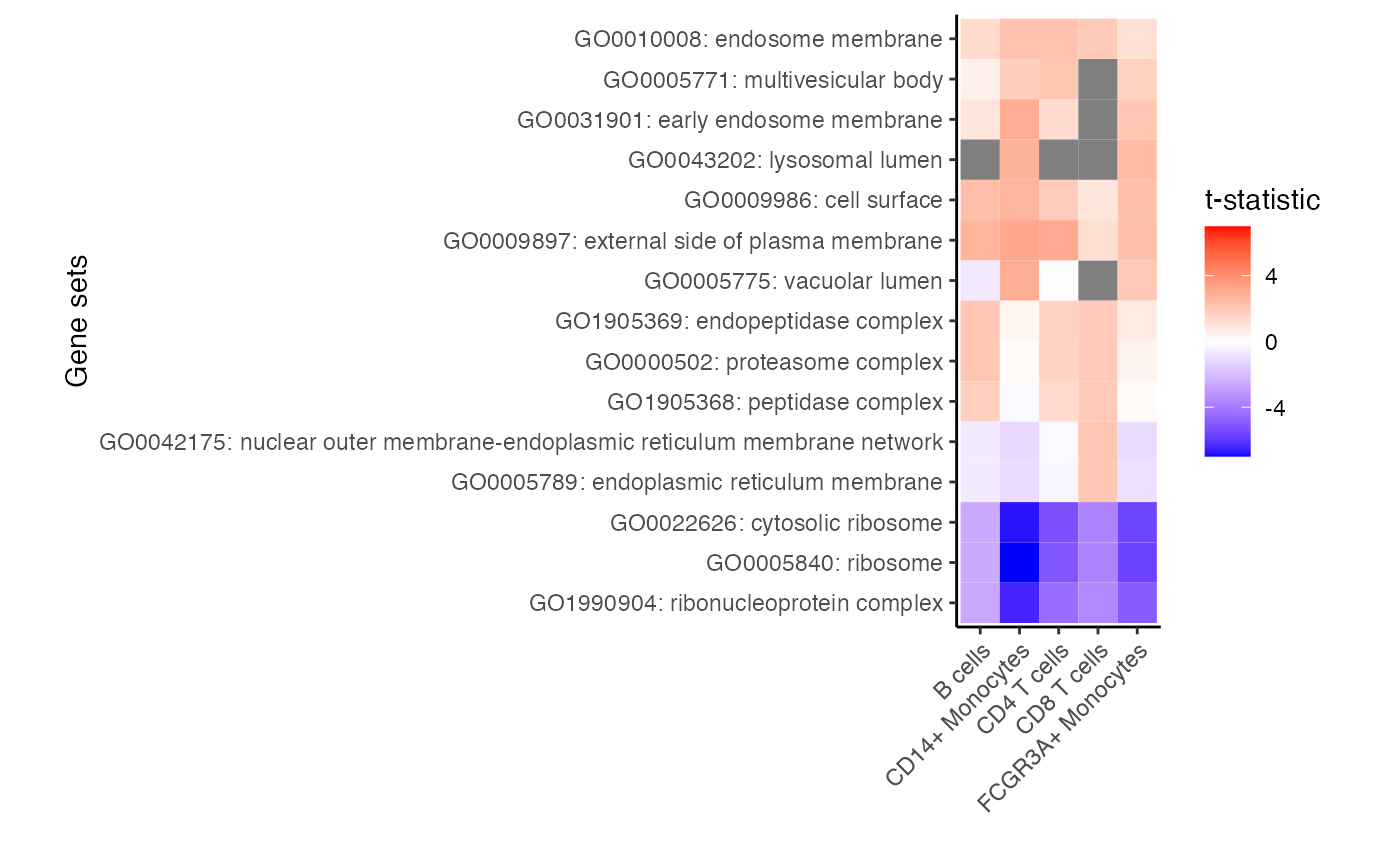 Gene sets
GO0010008: endosome membrane
GO0005771: multivesicular body
GO0031901: early endosome membrane
GO0043202: lysosomal lumen
GO0009986: cell surface
GO0009897: external side of plasma membrane
GO0005775: vacuolar lumen
GO1905369: endopeptidase complex
GO0000502: proteasome complex
GO1905368: peptidase complex
GO0042175: nuclear outer membrane-endoplasmic reticulum membrane network
GO0005789: endoplasmic reticulum membrane
GO0022626: cytosolic ribosome
GO0005840: ribosome
GO1990904: ribonucleoprotein complex
B cells
CD14+ Monocytes
CD4 T cells
CD8 T cells
FCGR3A+ Monocytes
t-statistic
4
0
-4